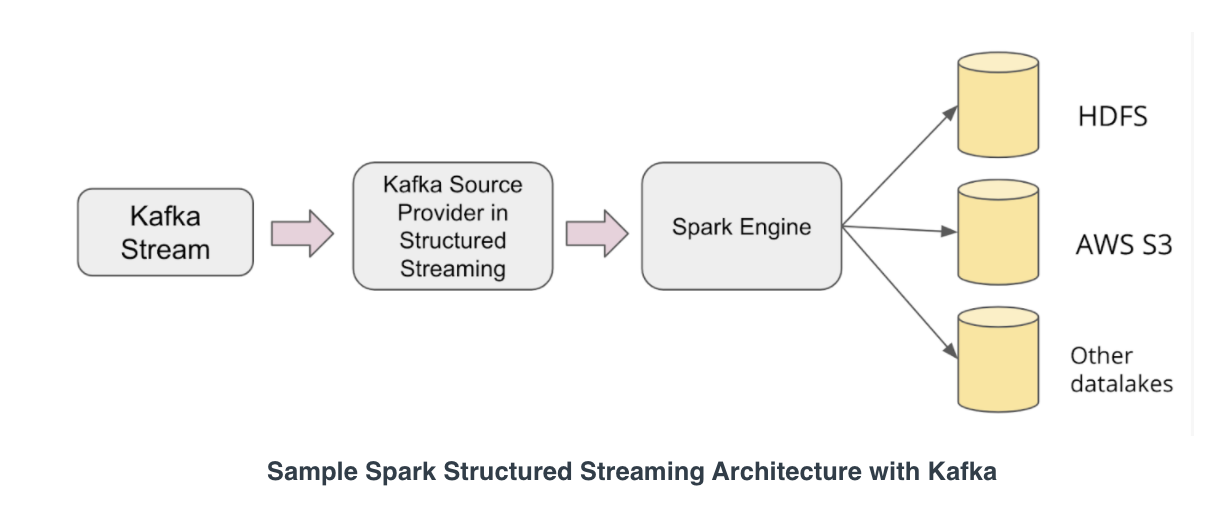 Kafka
Stream
Kafka Source
Provider in
Structured
Streaming
Spark Engine
HDFS
AWS S3
Other
datalakes
Sample Spark Structured Streaming Architecture with Kafka